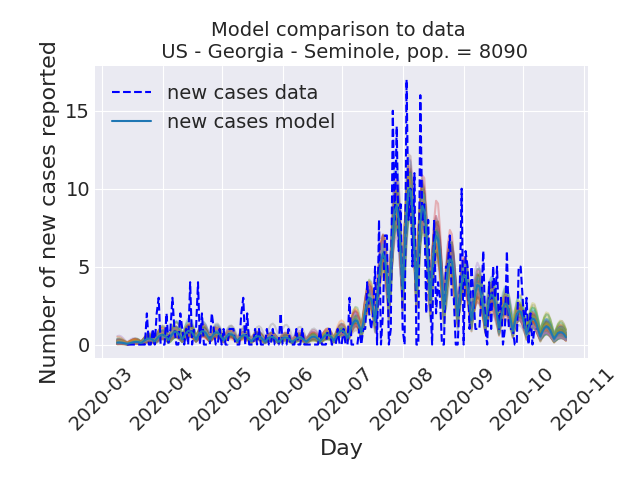 Model comparison to data
US - Georgia - Seminole, pop. = 8090
new cases data
new cases model
Number of new cases reported
15
10
5
0
2020-03
2020-04
2020-05
2020-06
2020-07
2020-08
2020-09
2020-10
2020-11
Day